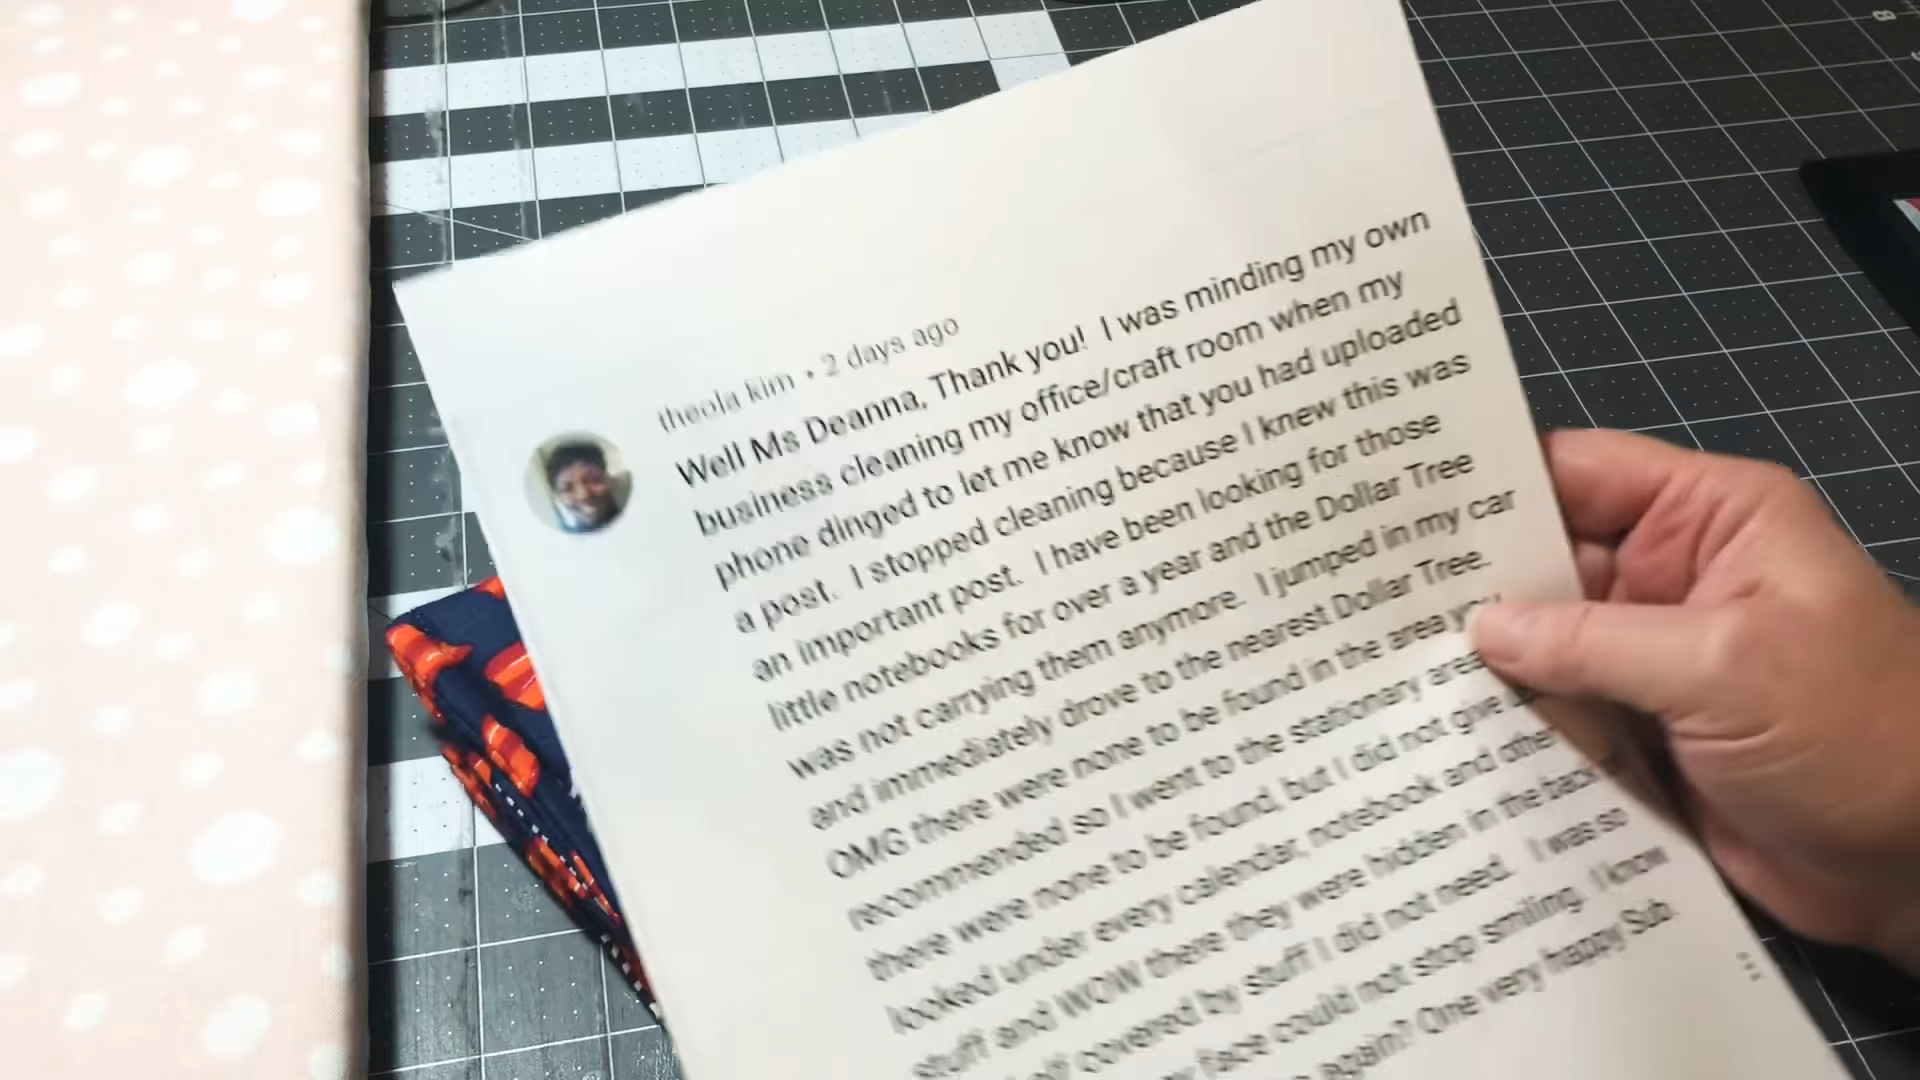 theola kim • 2 days ago
Well Ms Deanna, Thank you! I was minding my own
business cleaning my office/craft room when my
phone dinged to let me know that you had uploaded
a post. I stopped cleaning because I knew this was
an important post. I have been looking for those
little notebooks for over a year and the Dollar Tree
was not carrying them anymore. I jumped in my car
and immediately drove to the nearest Dollar Tree.
OMG there were none to be found in the area you
recommended so I went to the stationary area
there were none to be found, but I did not give
looked under every calendar, notebook and other
stuff and WOW there they were hidden in the back of
covered by stuff I did not need. I was so
face could not stop smiling. I know
again? One very happy Sub.
8